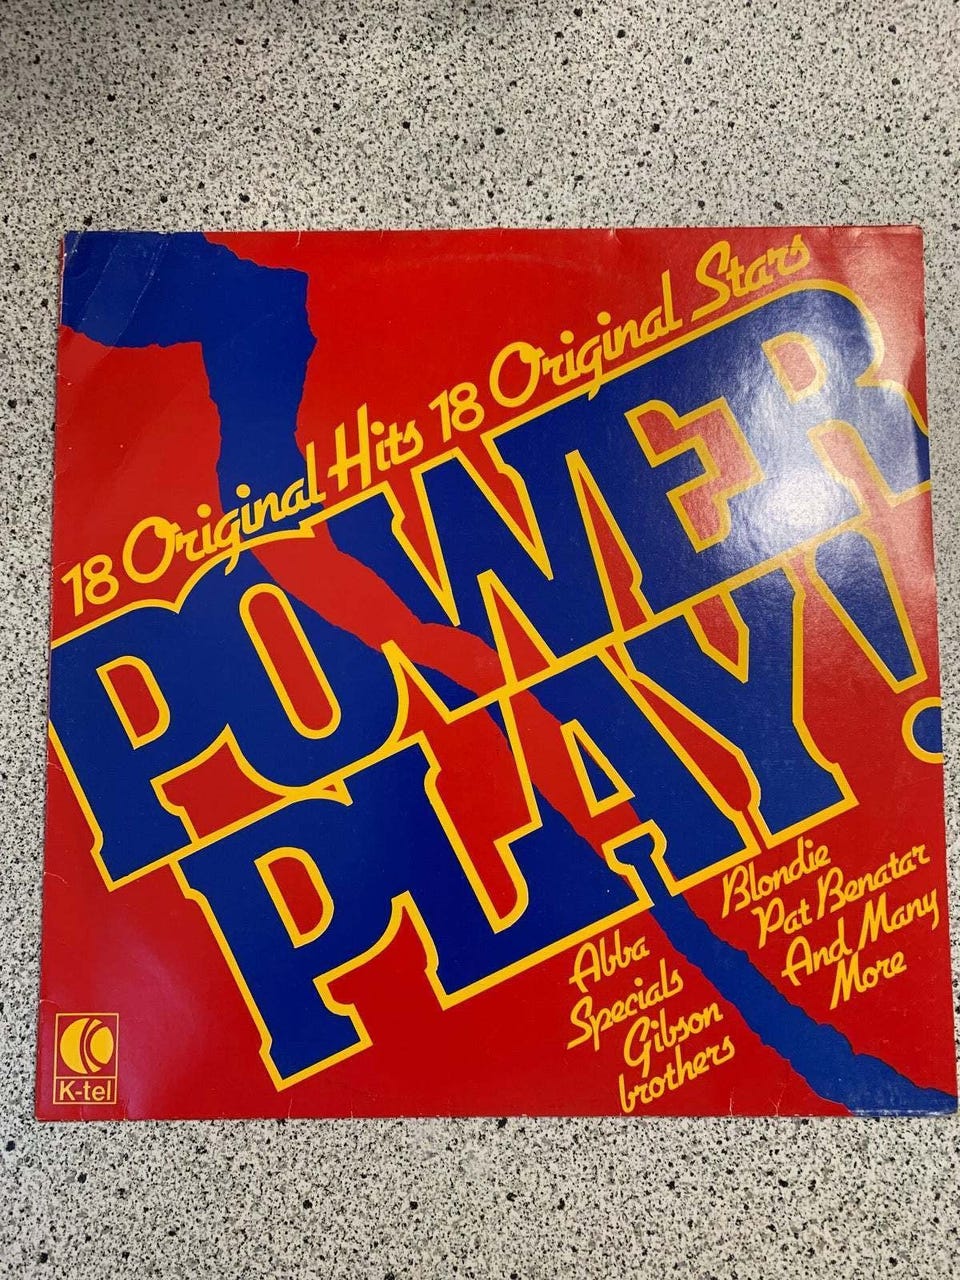 18 Original Hits 18 Original Stars
POWER
PLAY!
Abba
Specials
Gibson
brothers
Blondie
Pat Benatar
And Many
More
K-tel